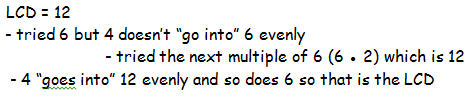 LCD = 12
- tried 6 but 4 doesn't "go into" 6 evenly
- tried the next multiple of 6 (6 • 2) which is 12
- 4 "goes into" 12 evenly and so does 6 so that is the LCD